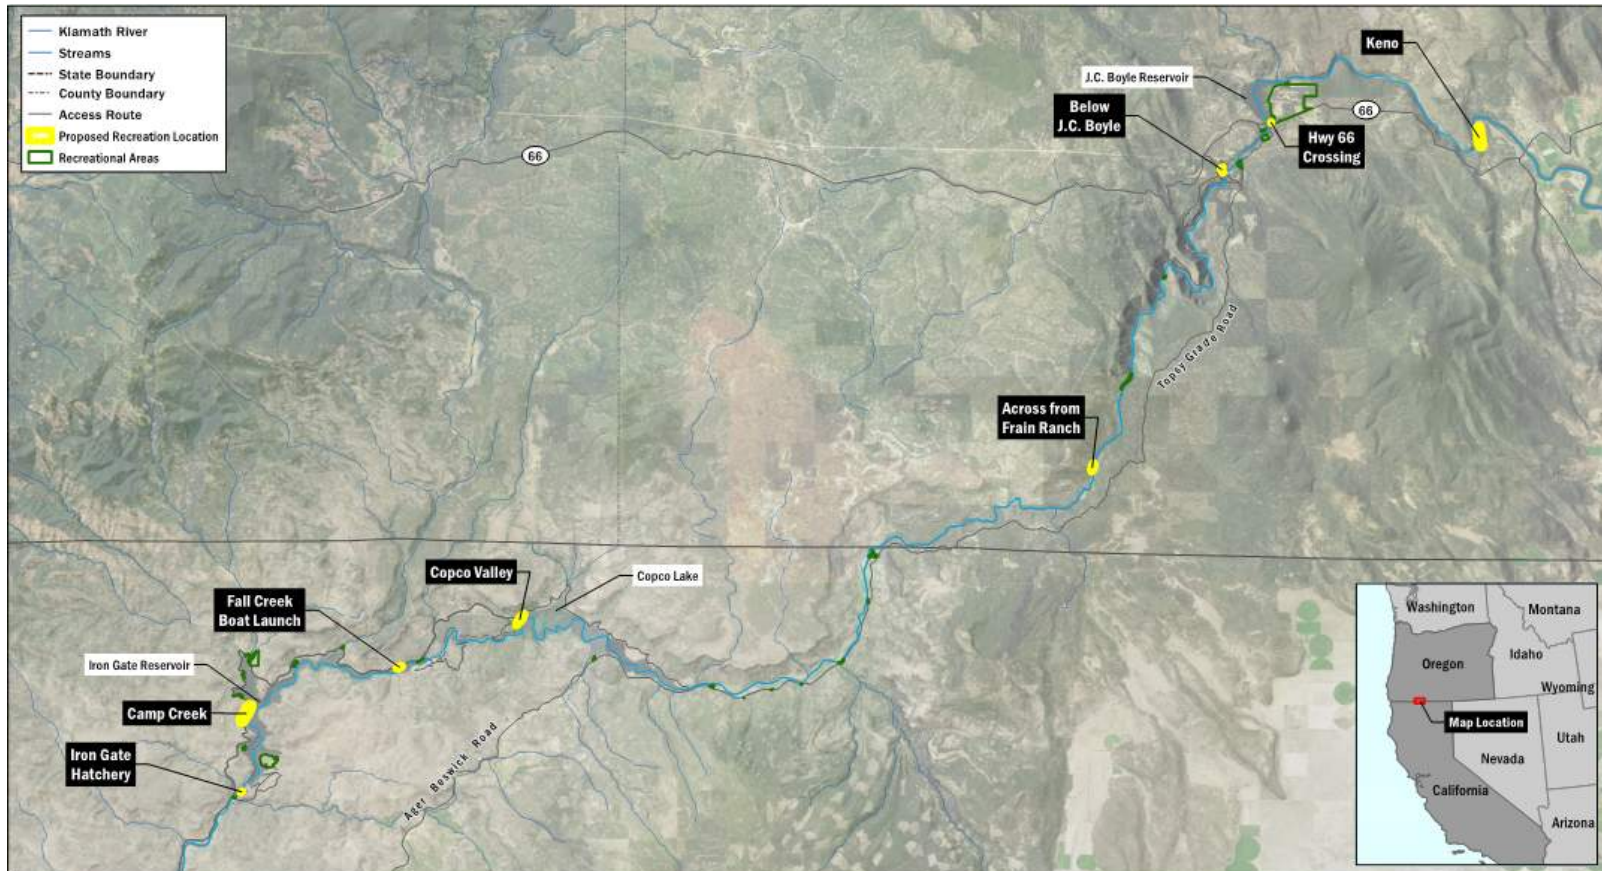 Klamath River
Streams
State Boundary
County Boundary
Access Route
Proposed Recreation Location
Recreational Areas
66
Keno
J.C. Boyle Reservoir
Below
J.C. Boyle
66
Hwy 66
Crossing
Topsy Grade Road
Across from
Frain Ranch
Copco Valley
Copco Lake
Fall Creek
Boat Launch
Iron Gate Reservoir
Camp Creek
Iron Gate
Hatchery
Ager Beswick Road
Washington
Montana
Oregon
Idaho
Wyoming
Map Location
Utah
Nevada
California
Arizona